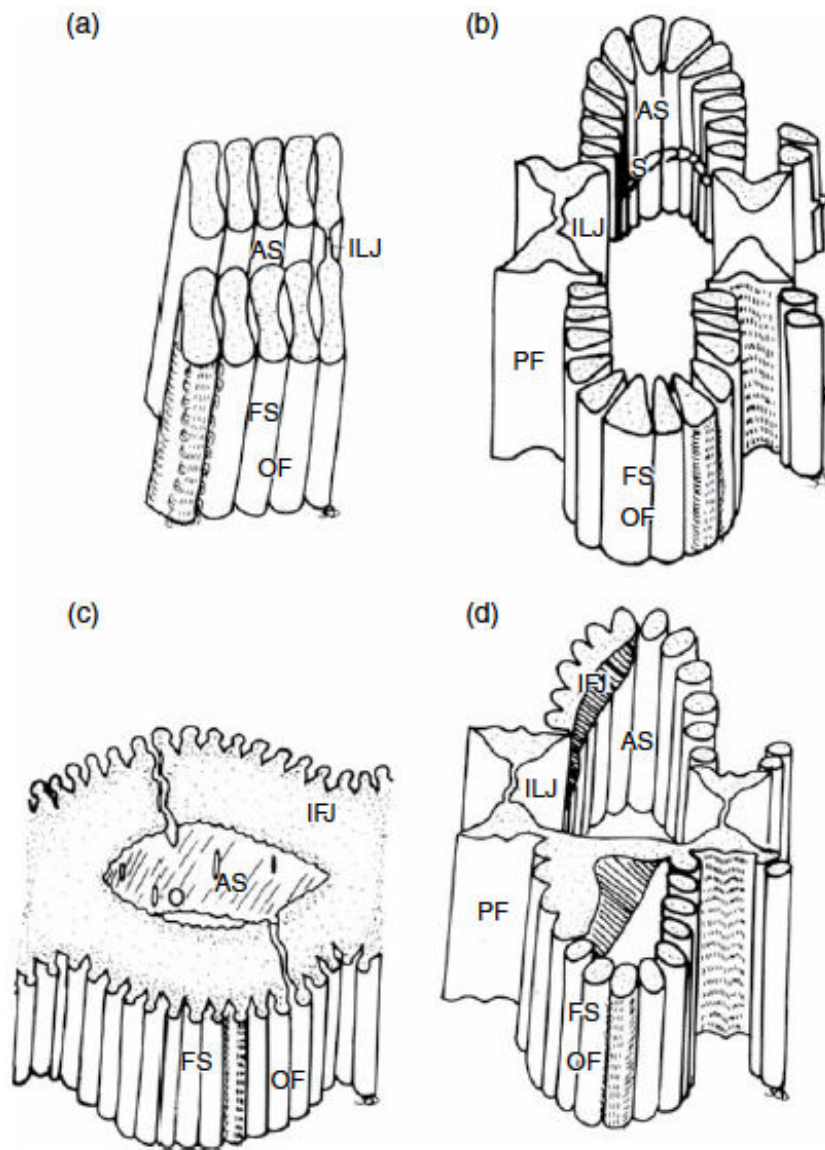 (a)
(b)
AS
ILJ
FS
OF
AS
S
ILJ
PF
FS
OF
(c)
(d)
IFJ
AS
FS
OF
IFJ
AS
ILJ
PF
FS
OF